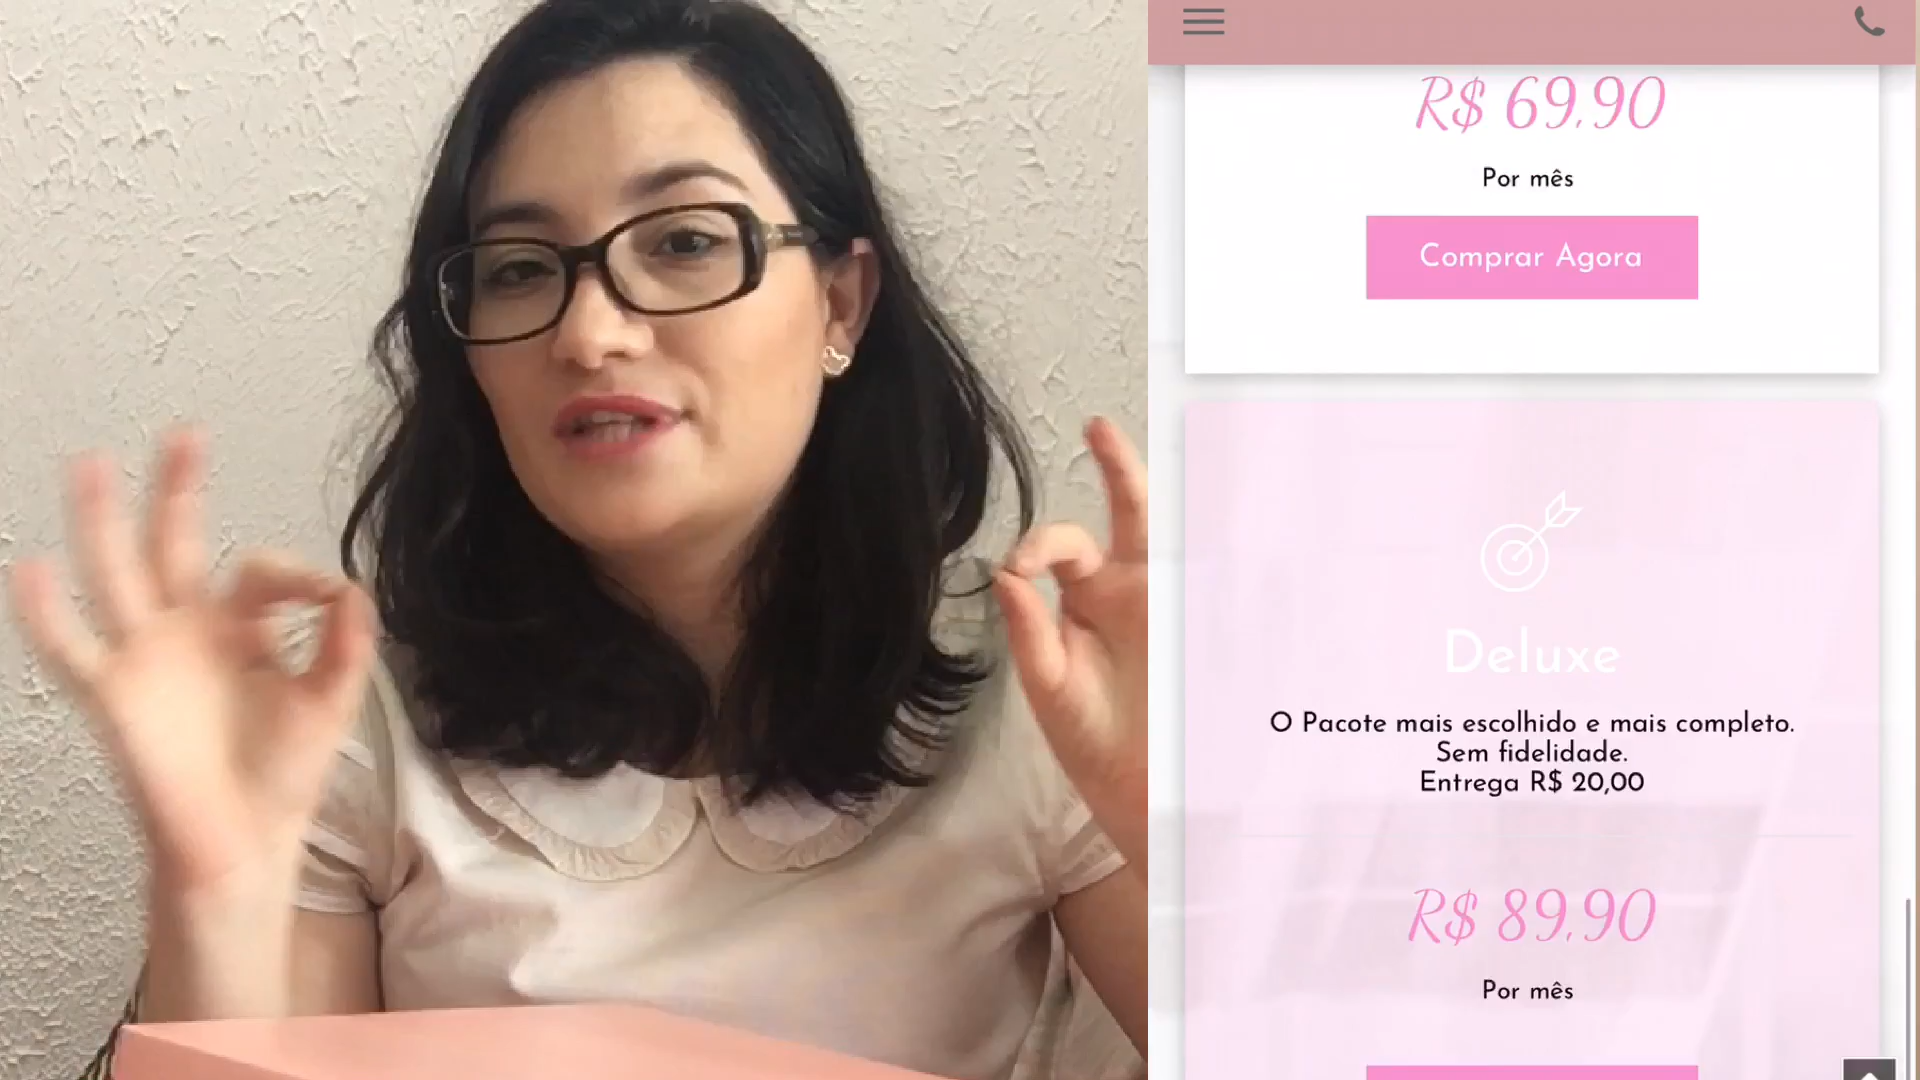 R$ 69,90
Por mês
Comprar Agora
Deluxe
O Pacote mais escolhido e mais completo.
Sem fidelidade.
Entrega R$ 20,00
R$ 89,90
Por mês